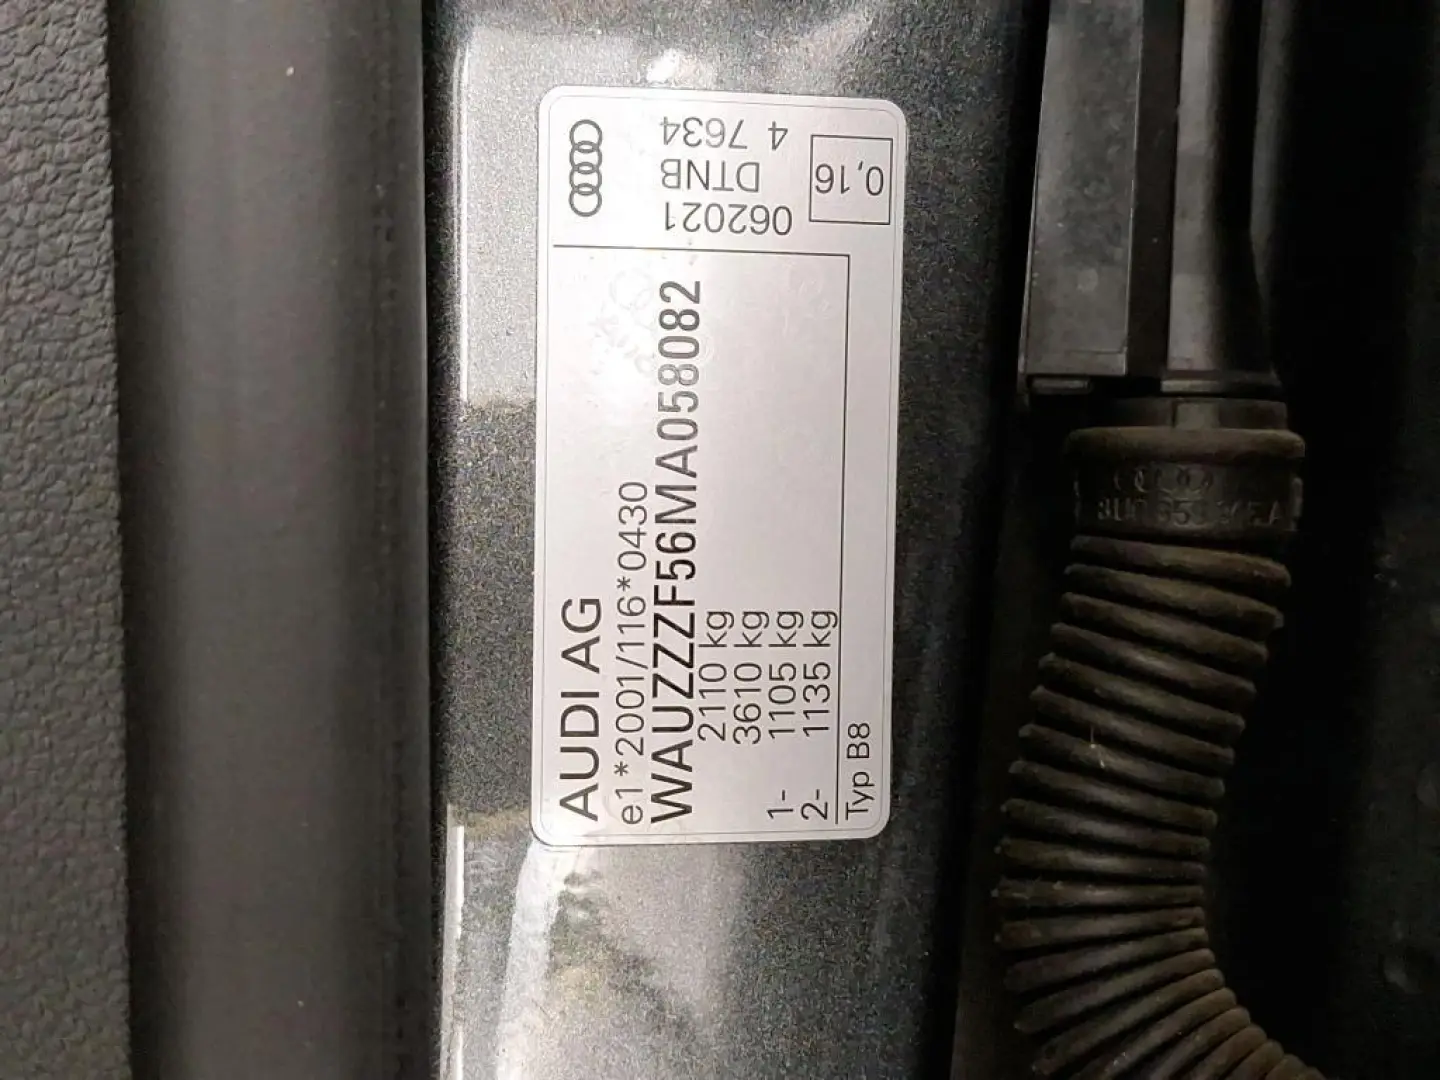 AUDI AG
e1*2001/116*0430
WAUZZZF56MA058082
2110 kg
3610 kg
1- 1105 kg
2- 1135 kg
Typ B8
062021
DTNB
4 7634
0,16